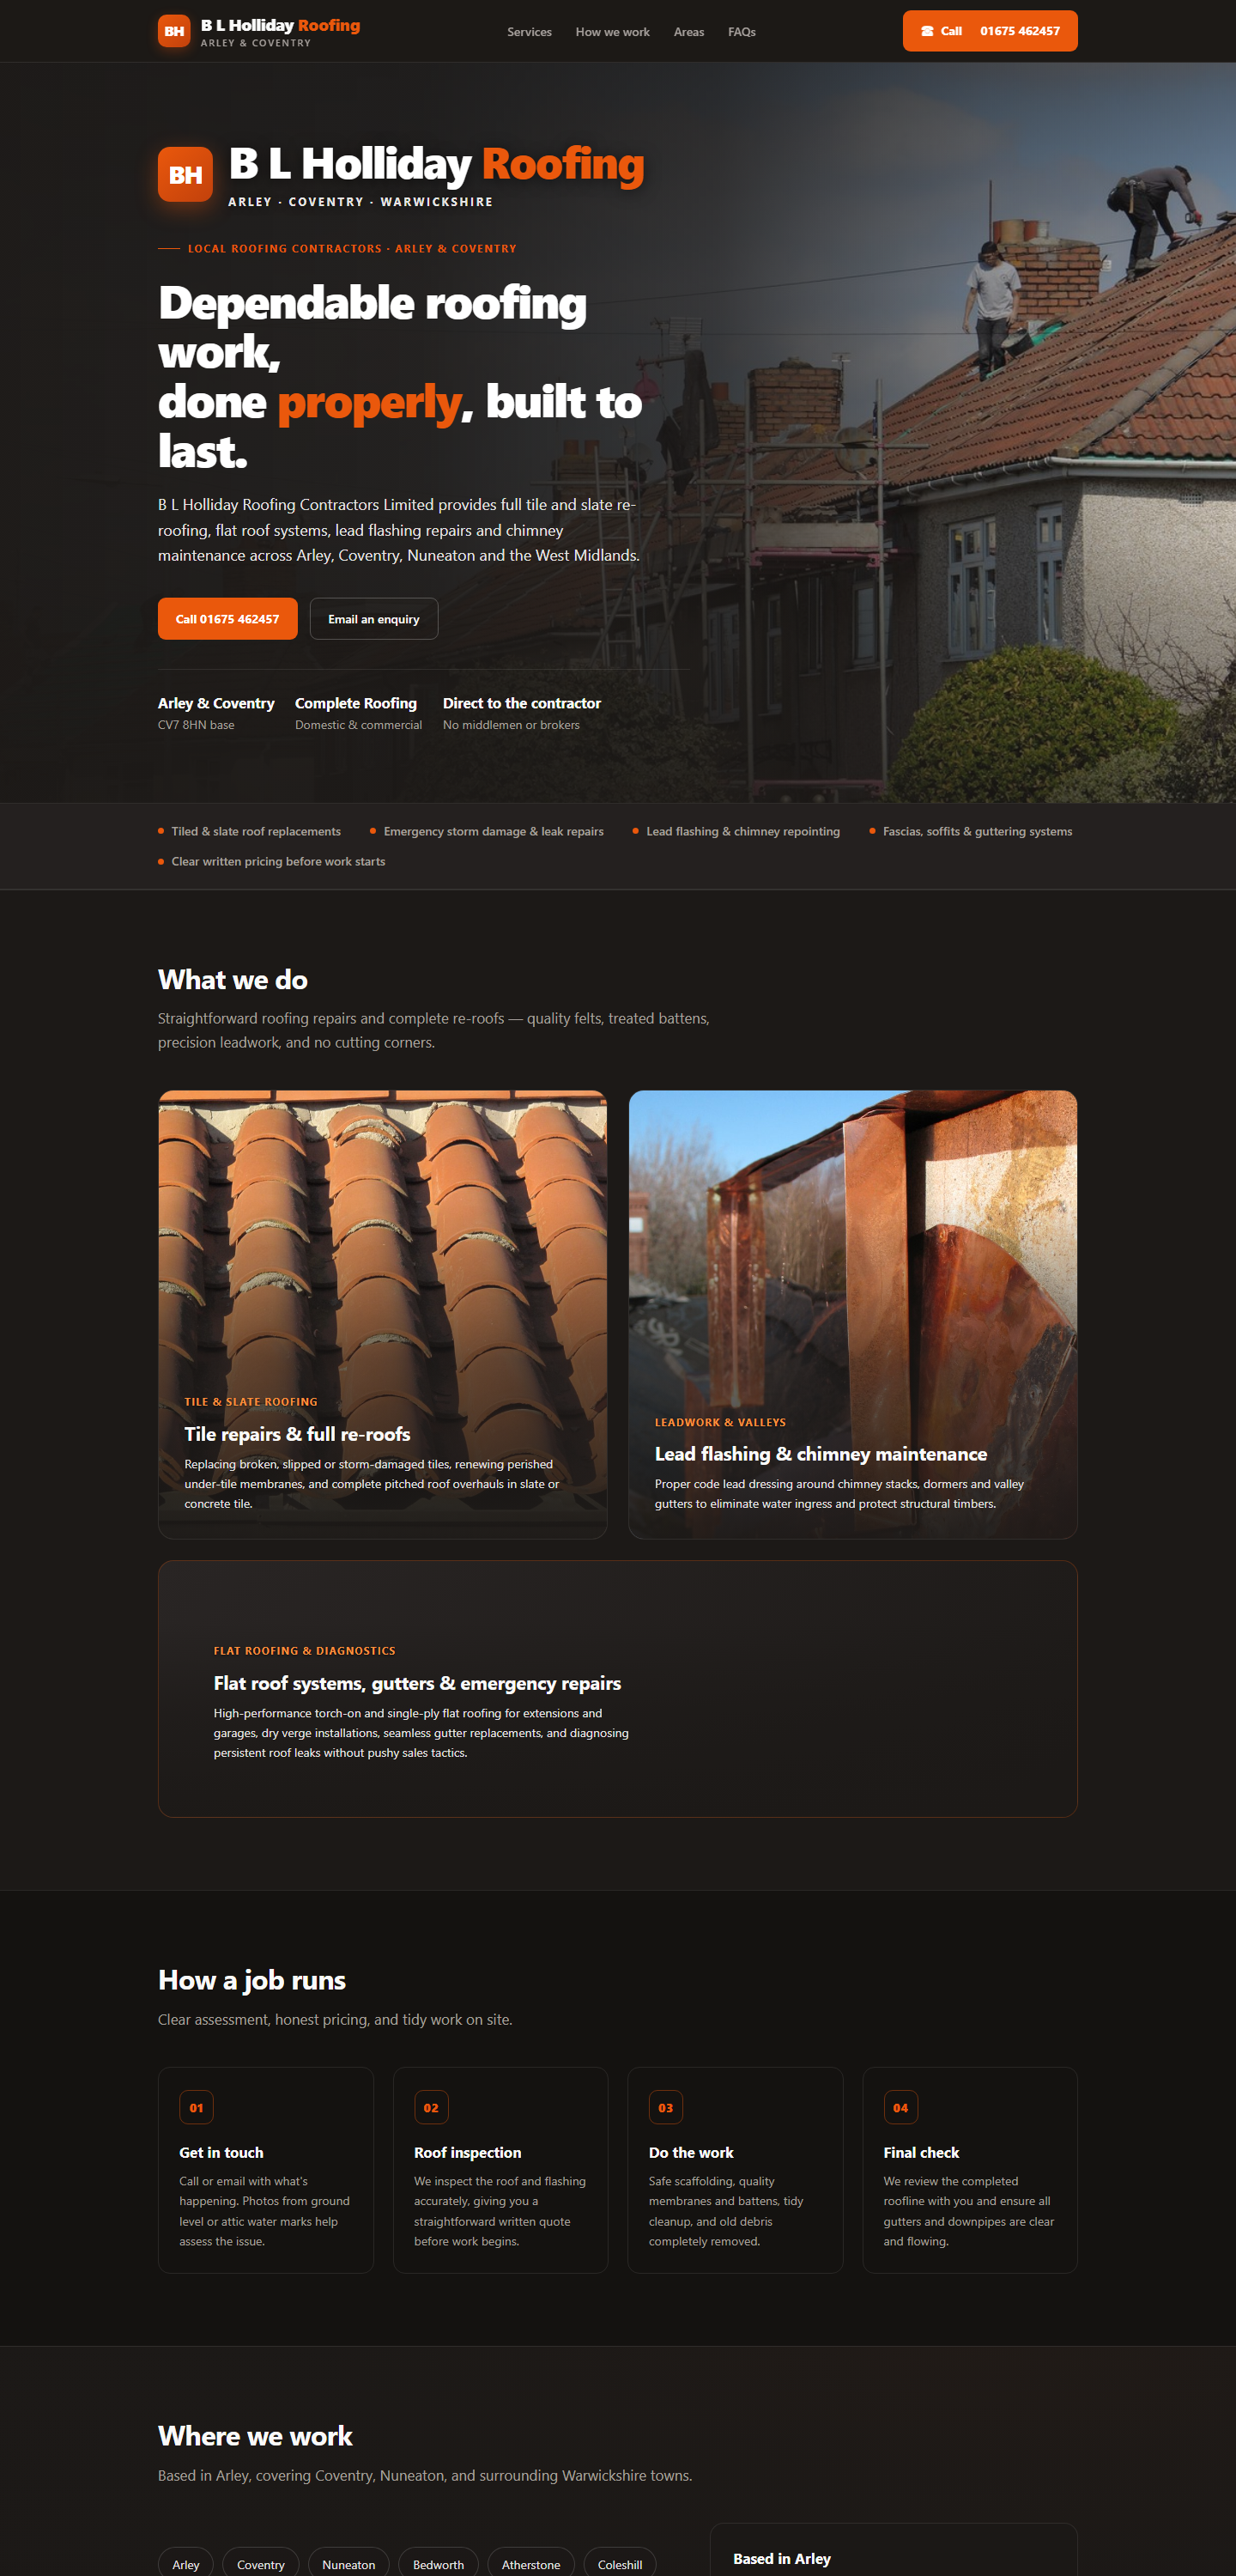 BH
B L Holliday Roofing
ARLEY & COVENTRY
Services
How we work
Areas
FAQs
☎ Call 01675 462457
BH
B L Holliday Roofing
ARLEY · COVENTRY · WARWICKSHIRE
LOCAL ROOFING CONTRACTORS · ARLEY & COVENTRY
Dependable roofing
work,
done properly, built to
last.
B L Holliday Roofing Contractors Limited provides full tile and slate re-
roofing, flat roof systems, lead flashing repairs and chimney
maintenance across Arley, Coventry, Nuneaton and the West Midlands.
Call 01675 462457
Email an enquiry
Arley & Coventry
CV7 8HN base
Complete Roofing
Domestic & commercial
Direct to the contractor
No middlemen or brokers
Tiled & slate roof replacements
Emergency storm damage & leak repairs
Lead flashing & chimney repointing
Fascias, soffits & guttering systems
Clear written pricing before work starts
What we do
Straightforward roofing repairs and complete re-roofs — quality felts, treated battens,
precision leadwork, and no cutting corners.
TILE & SLATE ROOFING
Tile repairs & full re-roofs
Replacing broken, slipped or storm-damaged tiles, renewing perished
under-tile membranes, and complete pitched roof overhauls in slate or
concrete tile.
LEADWORK & VALLEYS
Lead flashing & chimney maintenance
Proper code lead dressing around chimney stacks, dormers and valley
gutters to eliminate water ingress and protect structural timbers.
FLAT ROOFING & DIAGNOSTICS
Flat roof systems, gutters & emergency repairs
High-performance torch-on and single-ply flat roofing for extensions and
garages, dry verge installations, seamless gutter replacements, and diagnosing
persistent roof leaks without pushy sales tactics.
How a job runs
Clear assessment, honest pricing, and tidy work on site.
01
Get in touch
Call or email with what's
happening. Photos from ground
level or attic water marks help
assess the issue.
02
Roof inspection
We inspect the roof and flashing
accurately, giving you a
straightforward written quote
before work begins.
03
Do the work
Safe scaffolding, quality
membranes and battens, tidy
cleanup, and old debris
completely removed.
04
Final check
We review the completed
roofline with you and ensure all
gutters and downpipes are clear
and flowing.
Where we work
Based in Arley, covering Coventry, Nuneaton, and surrounding Warwickshire towns.
Arley
Coventry
Nuneaton
Bedworth
Atherstone
Coleshill
Based in Arley